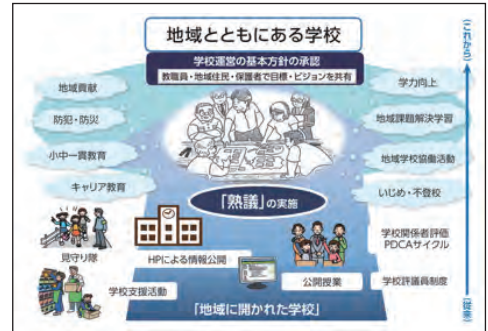 地域とともにある学校
学校運営の基本方針の承認
教職員・地域住民・保護者で目標・ビジョンを共有
(これから)
地域貢献
学力向上
防犯・防災
地域課題解決学習
小中一貫教育
地域学校協働活動
キャリア教育
いじめ・不登校
「熟議」の実施
見守り隊
HPによる情報公開
学校関係者評価
PDCAサイクル
学校支援活動
公開授業
学校評議員制度
「地域に開かれた学校」
(従来)